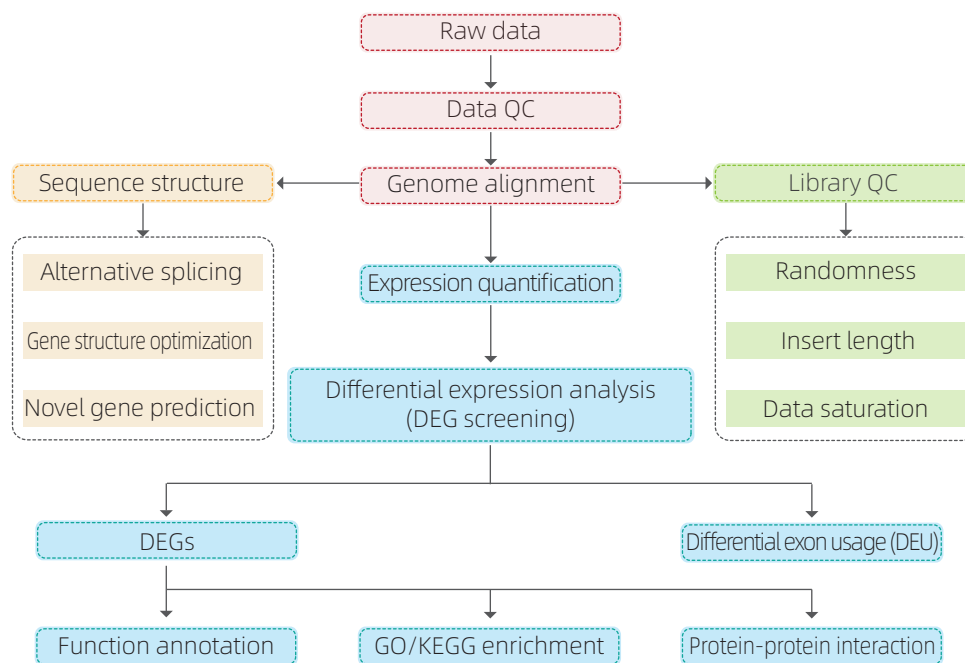 Raw data
Data QC
Sequence structure
Genome alignment
Library QC
Alternative splicing
Gene structure optimization
Novel gene prediction
Expression quantification
Differential expression analysis
(DEG screening)
Randomness
Insert length
Data saturation
DEGs
Differential exon usage (DEU)
Function annotation
GO/KEGG enrichment
Protein-protein interaction